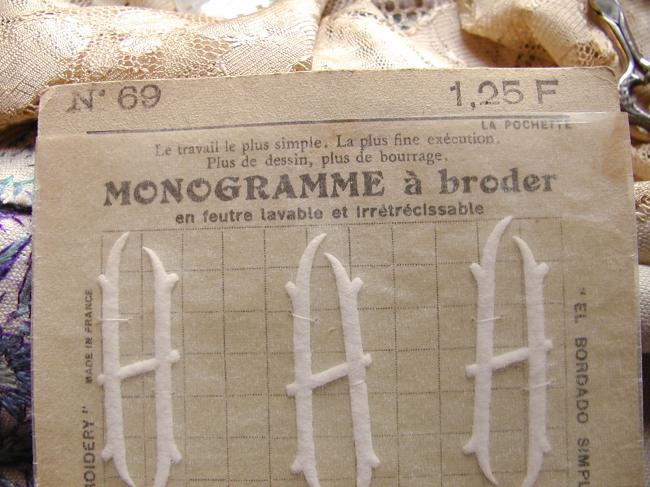 N° 69
1,25 F
LA POCHETTE
Le travail le plus simple. La plus fine exécution.
Plus de dessin, plus de bourrage.
MONOGRAMME à broder
en feutre lavable et irrétrécissable
MADE IN FRANCE
"EL BORDADO
H H H